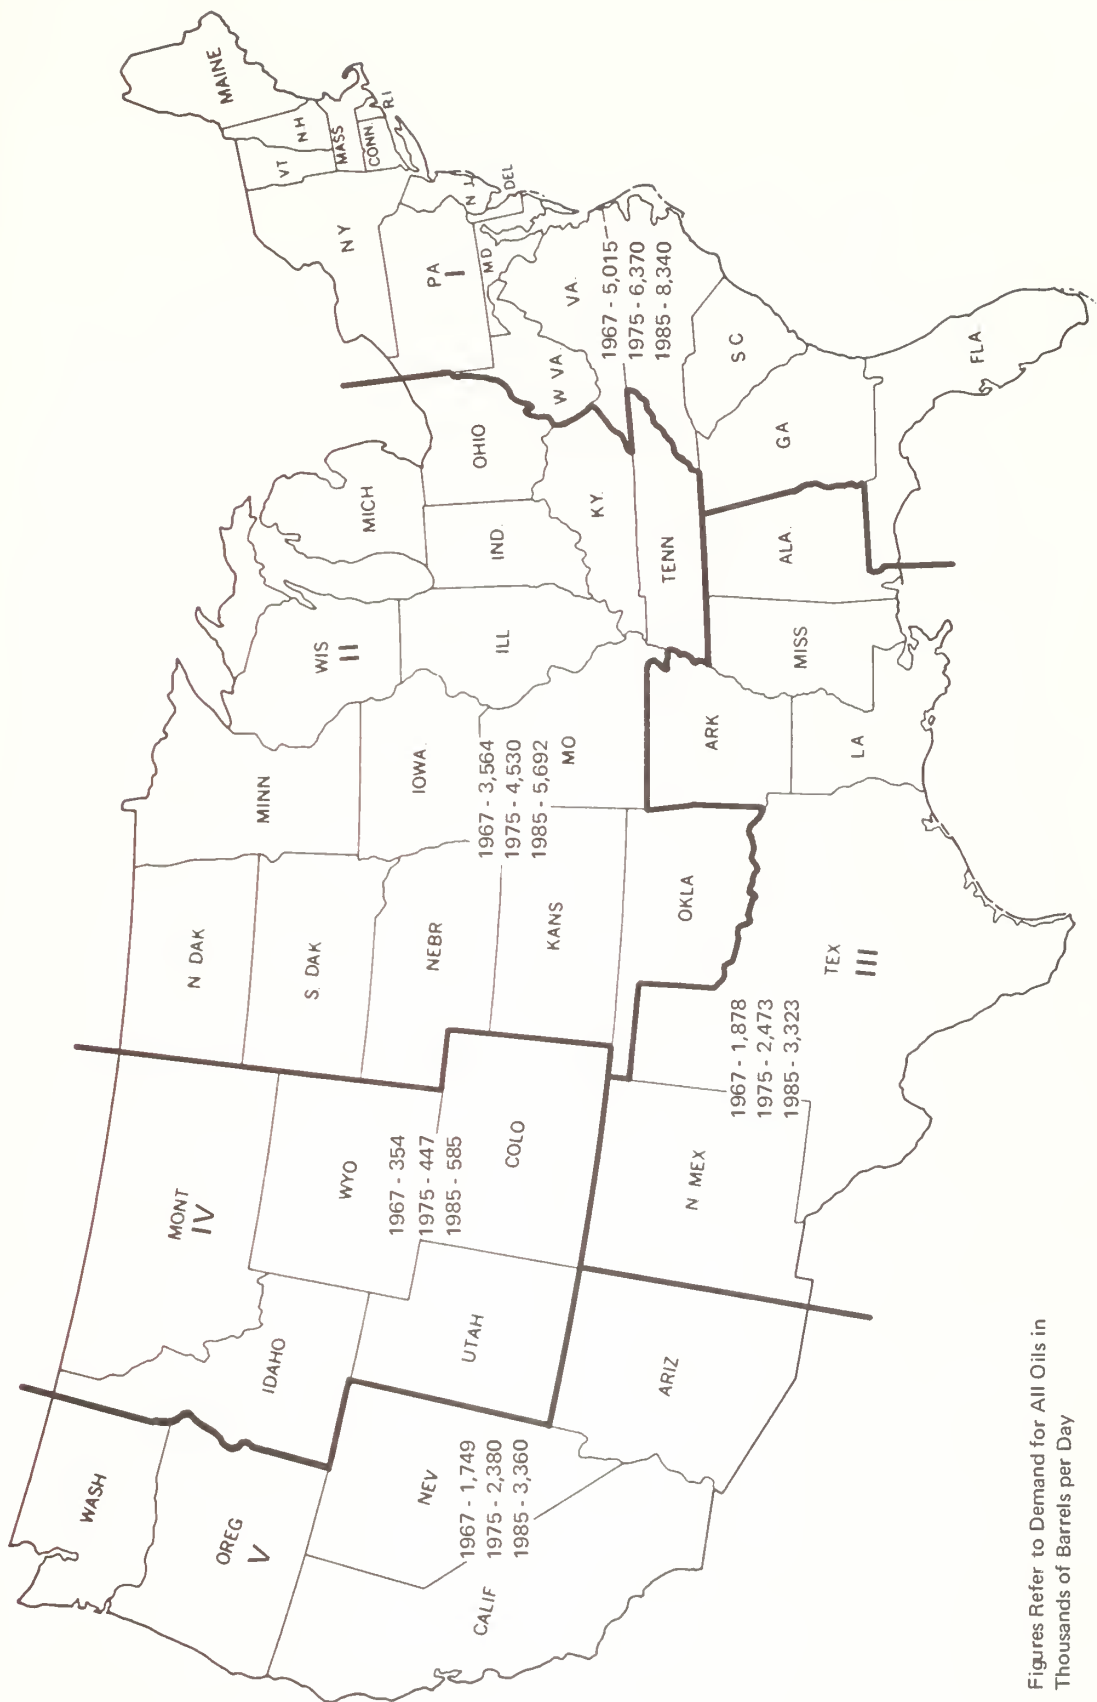 WASH
OREG
V
CALIF
NEV
1967 - 1,749
1975 - 2,380
1985 - 3,360
IDAHO
MONT
IV
WYO
1967 - 354
1975 - 447
1985 - 585
UTAH
COLO
ARIZ
N MEX
N DAK
S. DAK
NEBR
KANS
OKLA
TEX
III
1967 - 1,878
1975 - 2,473
1985 - 3,323
MINN
IOWA.
1967 - 3,564
1975 - 4,530
1985 - 5,692
MO
ARK
LA
WIS
II
ILL
MICH
IND.
OHIO
KY.
TENN
MISS
ALA.
GA
FLA.
S C
1967 - 5,015
1975 - 6,370
1985 - 8,340
VA.
W VA.
MD
DEL
PA
I
N J
NY
VT
N H
MAINE
MASS
CONN.
R.I
Figures Refer to Demand for All Oils in
Thousands of Barrels per Day